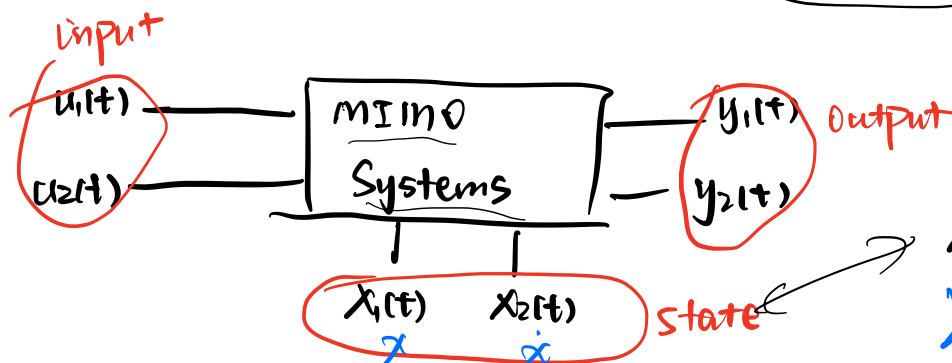 input
u1(t)
MIMO
Systems
y1(t)
output
u2(t)
y2(t)
x1(t) x2(t)
state
x ẋ